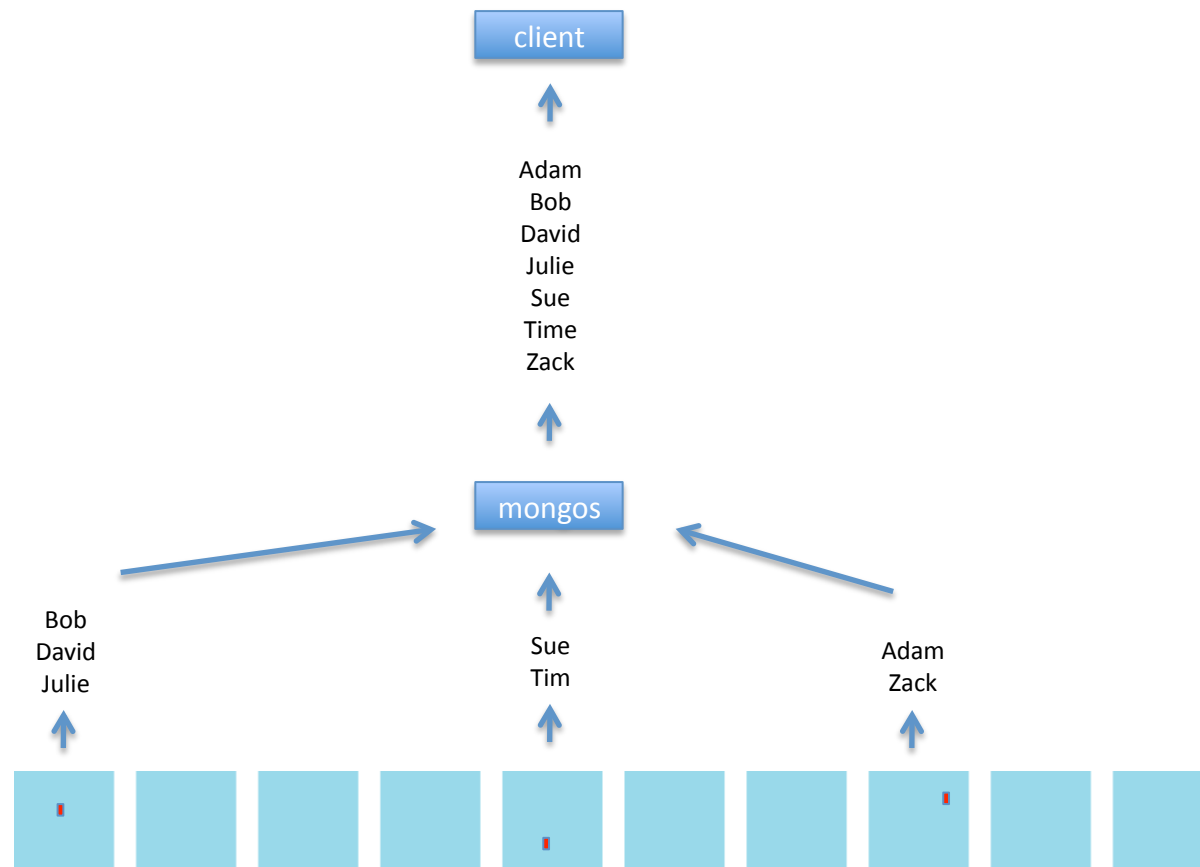 client
Adam
Bob
David
Julie
Sue
Time
Zack
mongos
Bob
David
Julie
Sue
Tim
Adam
Zack